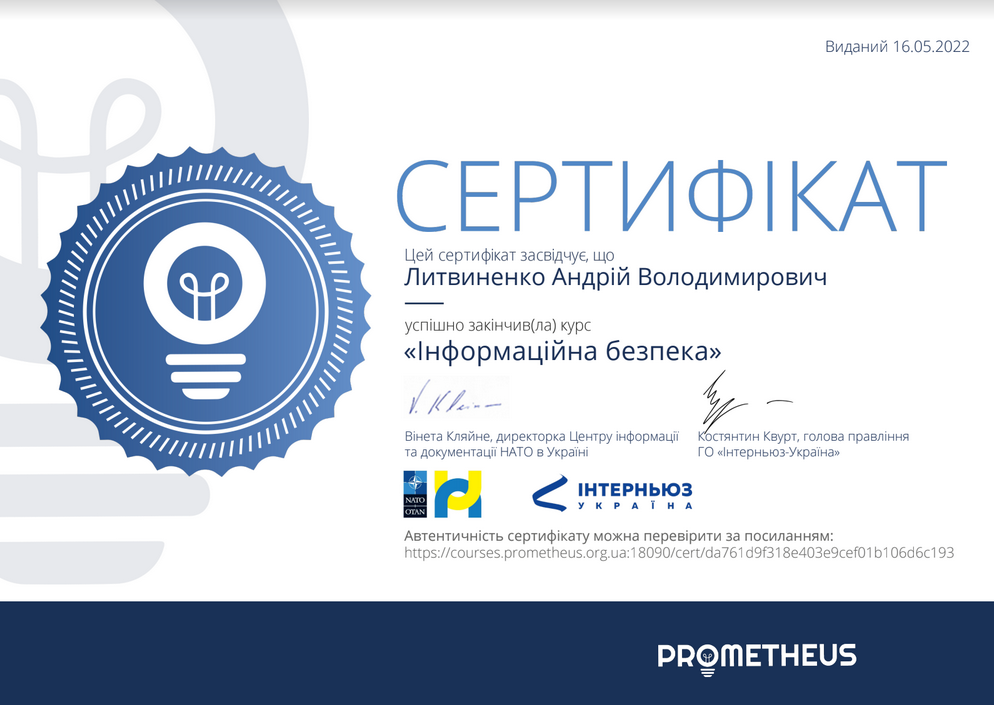 Виданий 16.05.2022
СЕРТИФІКАТ
Цей сертифікат засвідчує, що
Литвиненко Андрій Володимирович
успішно закінчив(ла) курс
«Інформаційна безпека»
Вінета Кляйне, директорка Центру інформації
та документації НАТО в Україні
Костянтин Квурт, голова правління
ГО «Інтерньюз-Україна»
NATO
OTAN
ІНТЕРНЬЮЗ
УКРАЇНА
Автентичність сертифікату можна перевірити за посиланням:
https://courses.prometheus.org.ua:18090/cert/da761d9f318e403e9cef01b106d6c193
PROMETHEUS